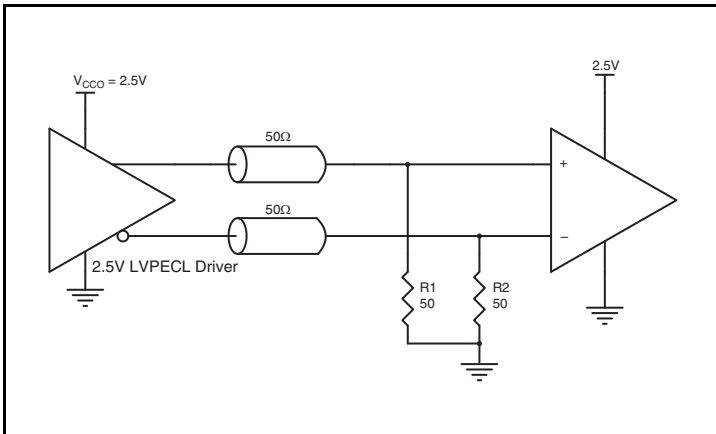 V_CCO = 2.5V
2.5V
50Ω
+
50Ω
–
2.5V LVPECL Driver
R1
50
R2
50